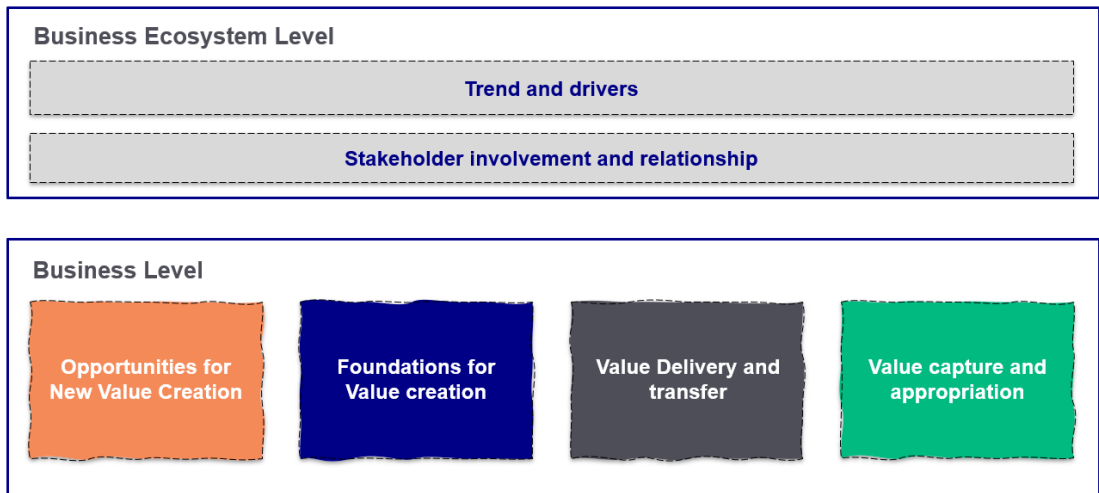 Business Ecosystem Level
Trend and drivers
Stakeholder involvement and relationship
Business Level
Opportunities for
New Value Creation
Foundations for
Value creation
Value Delivery and
transfer
Value capture and
appropriation